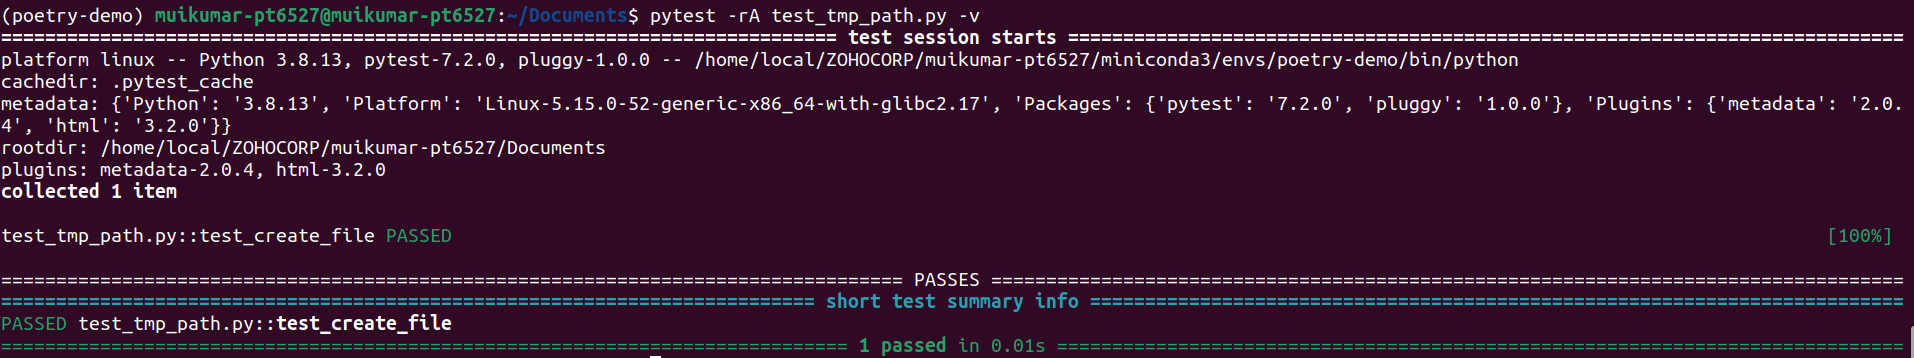 (poetry-demo) muikumar-pt6527@muikumar-pt6527:~/Documents$ pytest -rA test_tmp_path.py -v
============================================================================ test session starts ============================================================================
platform linux -- Python 3.8.13, pytest-7.2.0, pluggy-1.0.0 -- /home/local/ZOHOCORP/muikumar-pt6527/miniconda3/envs/poetry-demo/bin/python
cachedir: .pytest_cache
metadata: {'Python': '3.8.13', 'Platform': 'Linux-5.15.0-52-generic-x86_64-with-glibc2.17', 'Packages': {'pytest': '7.2.0', 'pluggy': '1.0.0'}, 'Plugins': {'metadata': '2.0.
4', 'html': '3.2.0'}}
rootdir: /home/local/ZOHOCORP/muikumar-pt6527/Documents
plugins: metadata-2.0.4, html-3.2.0
collected 1 item
test_tmp_path.py::test_create_file PASSED [100%]
================================================================================== PASSES ===================================================================================
========================================================================== short test summary info ==========================================================================
PASSED test_tmp_path.py::test_create_file
============================================================================= 1 passed in 0.01s =============================================================================